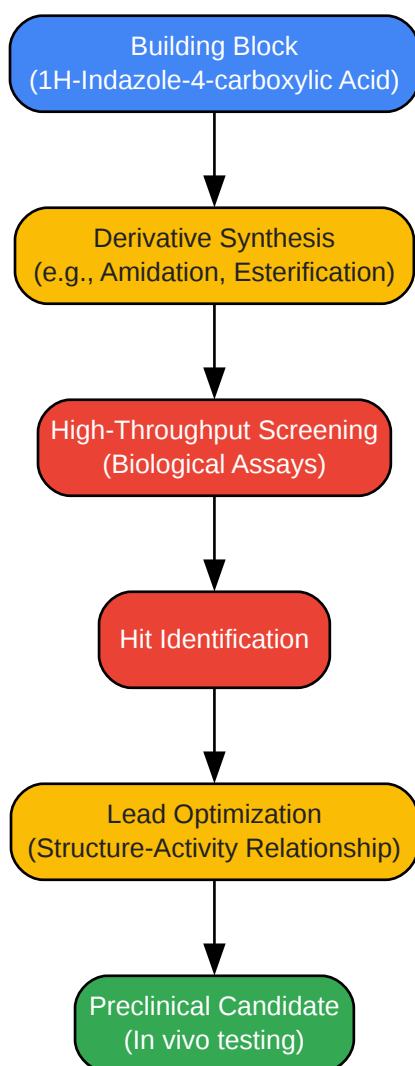 Building Block
(1H-Indazole-4-carboxylic Acid)
Derivative Synthesis
(e.g., Amidation, Esterification)
High-Throughput Screening
(Biological Assays)
Hit Identification
Lead Optimization
(Structure-Activity Relationship)
Preclinical Candidate
(In vivo testing)